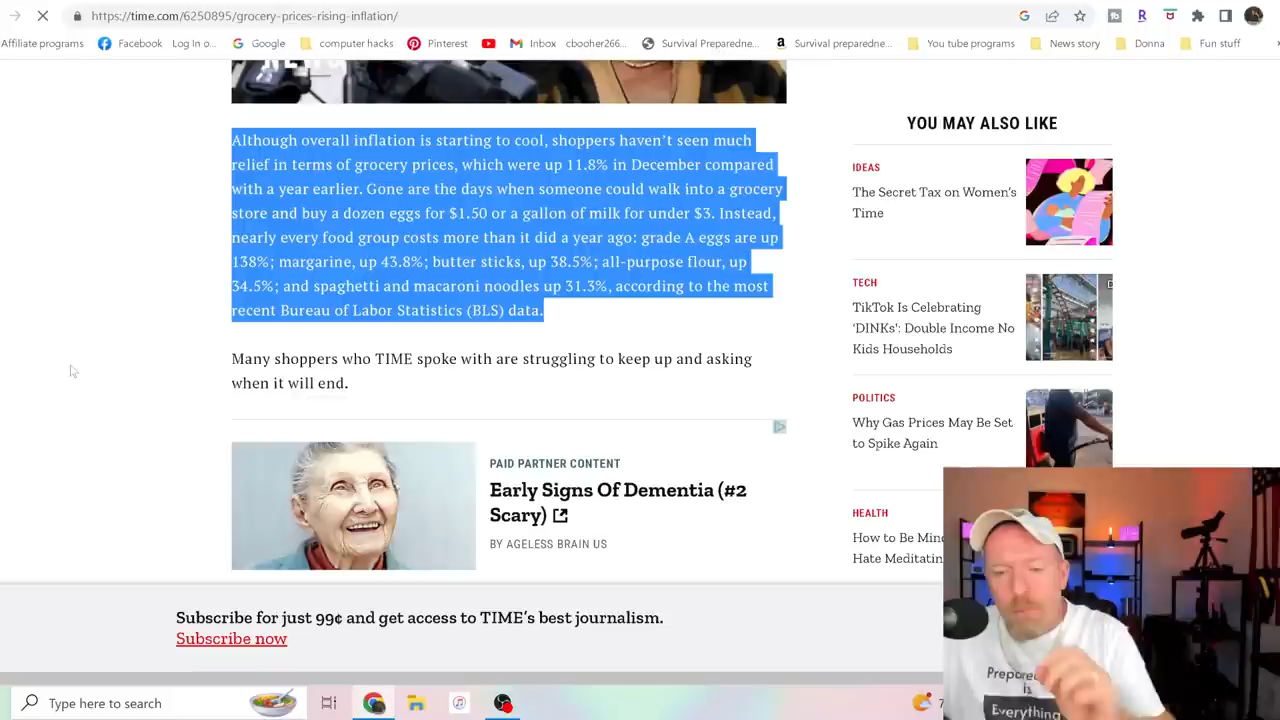 https://time.com/6250895/grocery-prices-rising-inflation/
Affiliate programs
Facebook
Log In o...
Google
computer hacks
Pinterest
Inbox
cbooher266...
Survival Preparedne...
Survival preparedne...
You tube programs
News story
Donna
Fun stuff
Although overall inflation is starting to cool, shoppers haven't seen much
relief in terms of grocery prices, which were up 11.8% in December compared
with a year earlier. Gone are the days when someone could walk into a grocery
store and buy a dozen eggs for $1.50 or a gallon of milk for under $3. Instead,
nearly every food group costs more than it did a year ago: grade A eggs are up
138%; margarine, up 43.8%; butter sticks, up 38.5%; all-purpose flour, up
34.5%; and spaghetti and macaroni noodles up 31.3%, according to the most
recent Bureau of Labor Statistics (BLS) data.
Many shoppers who TIME spoke with are struggling to keep up and asking
when it will end.
PAID PARTNER CONTENT
Early Signs Of Dementia (#2
Scary)
BY AGELESS BRAIN US
YOU MAY ALSO LIKE
IDEAS
The Secret Tax on Women's
Time
TECH
TikTok Is Celebrating
'DINKs': Double Income No
Kids Households
POLITICS
Why Gas Prices May Be Set
to Spike Again
HEALTH
How to Be
Hate
Subscribe for just 99¢ and get access to TIME's best journalism.
Subscribe now
Type here to search
is
Everything